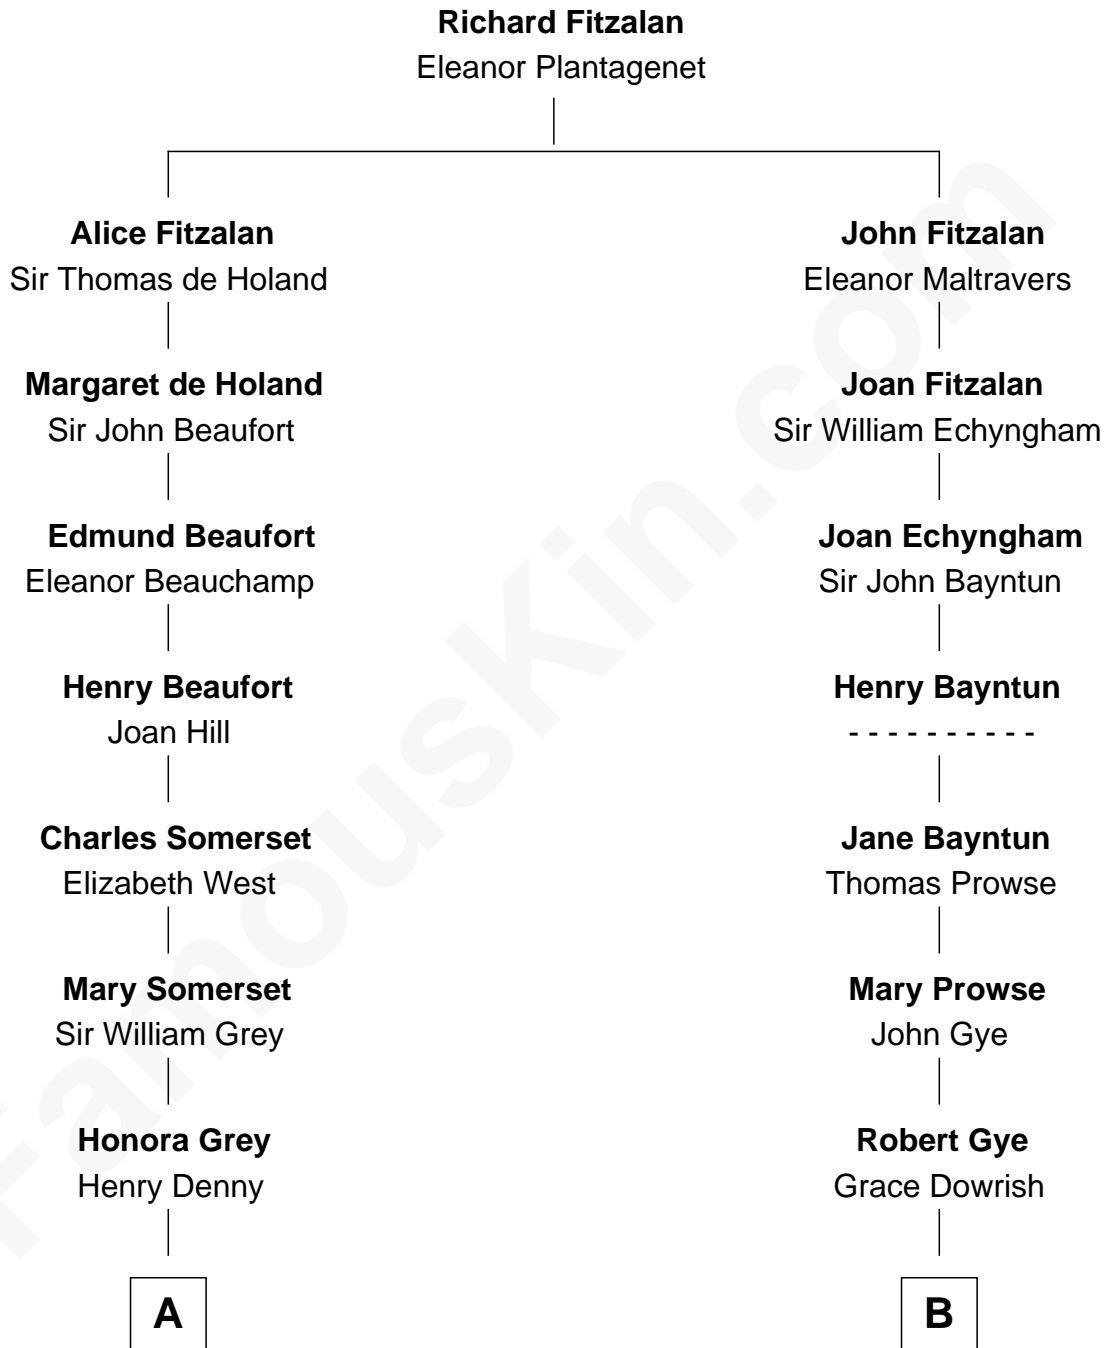 Richard Fitzalan
Eleanor Plantagenet
Alice Fitzalan
Sir Thomas de Holand
John Fitzalan
Eleanor Maltravers
Margaret de Holand
Sir John Beaufort
Joan Fitzalan
Sir William Echyngham
Edmund Beaufort
Eleanor Beauchamp
Joan Echyngham
Sir John Bayntun
Henry Beaufort
Joan Hill
Henry Bayntun
- - - - - - - - - -
Charles Somerset
Elizabeth West
Jane Bayntun
Thomas Prowse
Mary Somerset
Sir William Grey
Mary Prowse
John Gye
Honora Grey
Henry Denny
Robert Gye
Grace Dowrish
A
B
FamousKin.com